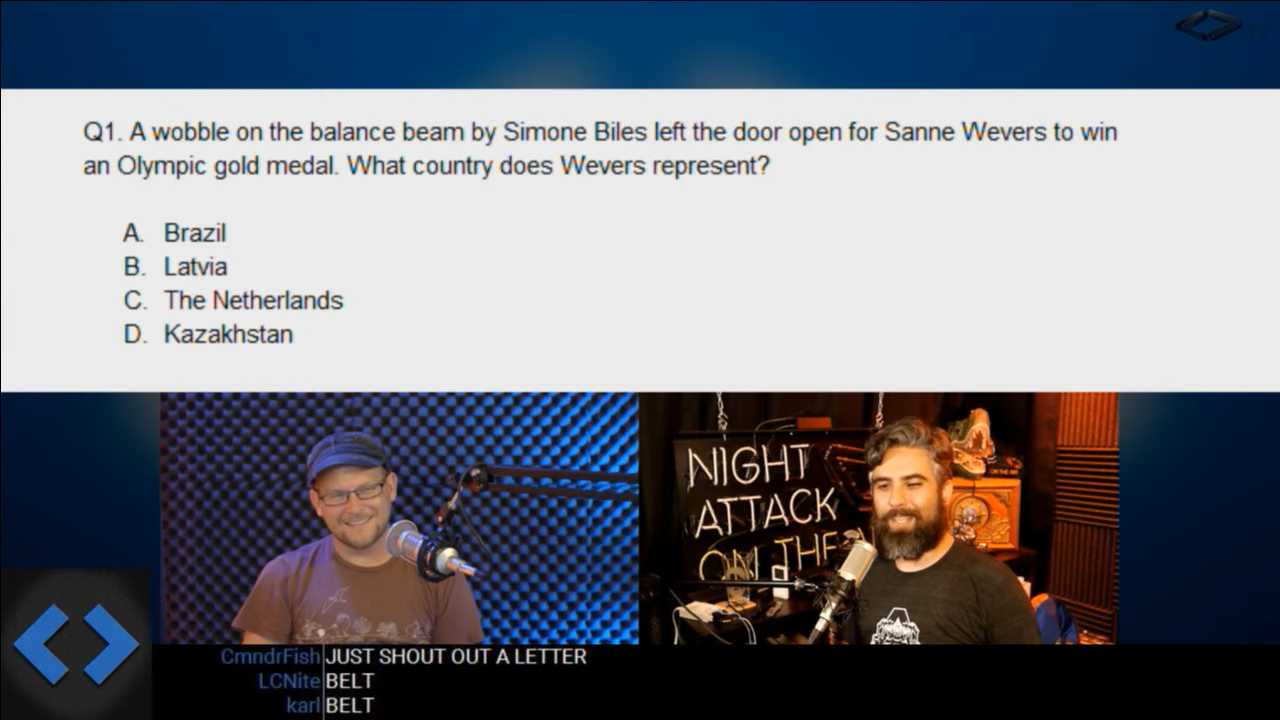 Q1. A wobble on the balance beam by Simone Biles left the door open for Sanne Wevers to win
an Olympic gold medal. What country does Wevers represent?
A. Brazil
B. Latvia
C. The Netherlands
D. Kazakhstan
NIGHT
ATTACK
ON THE
CmndrFish JUST SHOUT OUT A LETTER
LCNite BELT
karl BELT